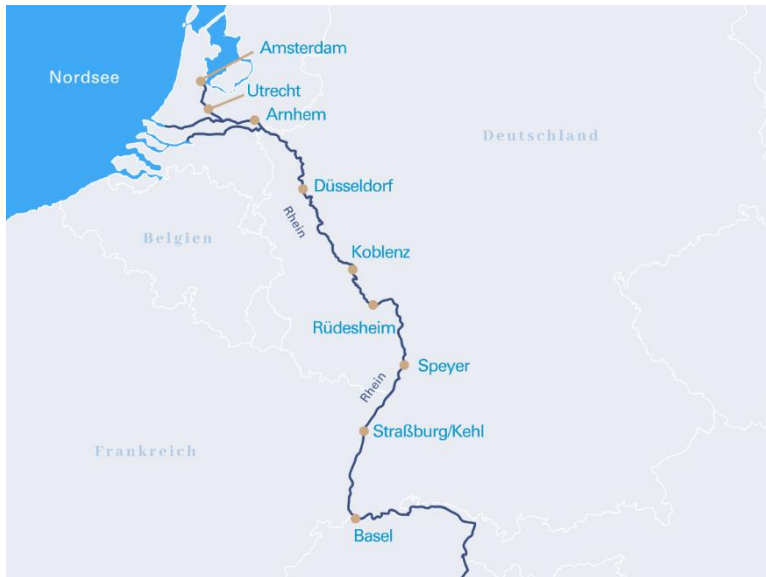 Amsterdam
Nordsee
Utrecht
Arnhem
Deutschland
Düsseldorf
Rhein
Belgien
Koblenz
Rüdesheim
Speyer
Rhein
Straßburg/Kehl
Frankreich
Basel